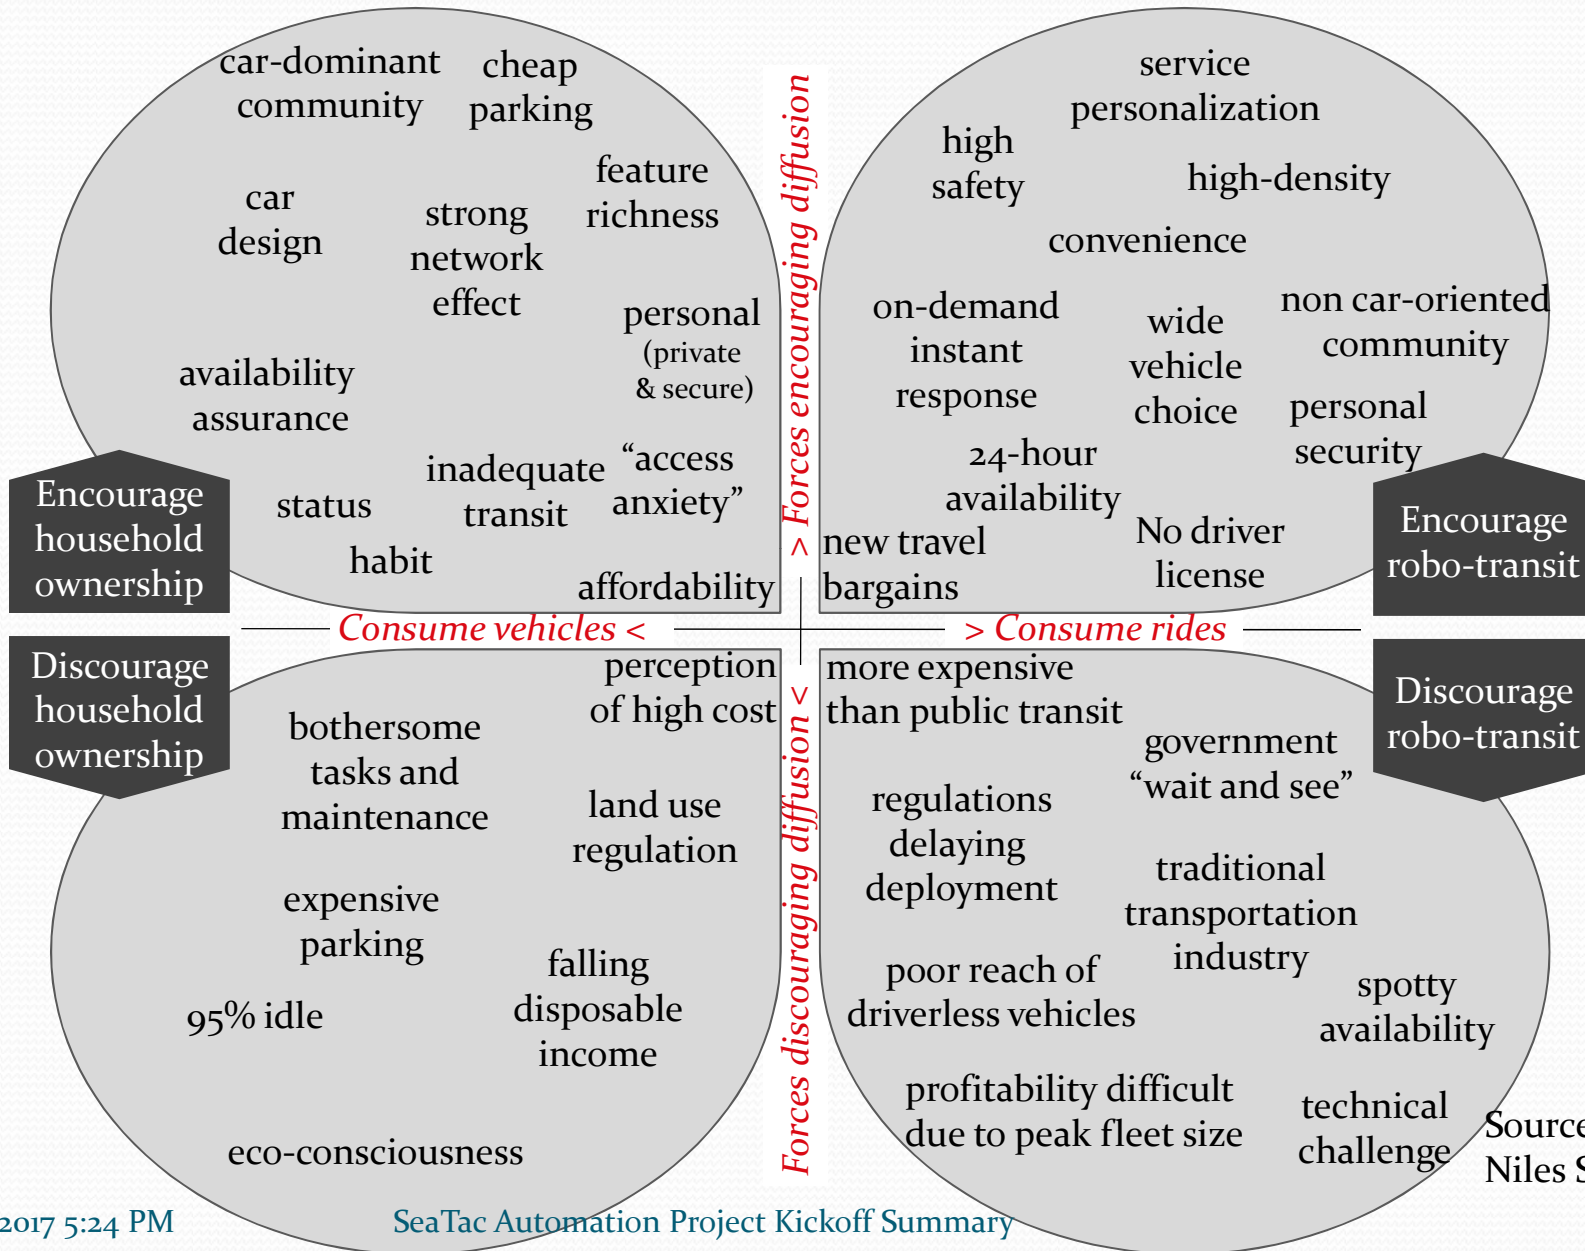 car-dominant
community
cheap
parking
feature
richness
car
design
strong
network
effect
personal
(private
& secure)
availability
assurance
inadequate
transit
“access
anxiety”
status
habit
affordability
Encourage
household
ownership
> Forces encouraging diffusion
service
personalization
high
safety
high-density
convenience
on-demand
instant
response
wide
vehicle
choice
non car-oriented
community
personal
security
24-hour
availability
new travel
bargains
No driver
license
Encourage
robo-transit
Consume vehicles <
> Consume rides
Discourage
household
ownership
perception
of high cost
bothersome
tasks and
maintenance
land use
regulation
expensive
parking
falling
disposable
income
95% idle
eco-consciousness
Forces discouraging diffusion <
more expensive
than public transit
government
“wait and see”
Discourage
robo-transit
regulations
delaying
deployment
traditional
transportation
industry
poor reach of
driverless vehicles
spotty
availability
profitability difficult
due to peak fleet size
technical
challenge
Source
Niles S
2017 5:24 PM
SeaTac Automation Project Kickoff Summary